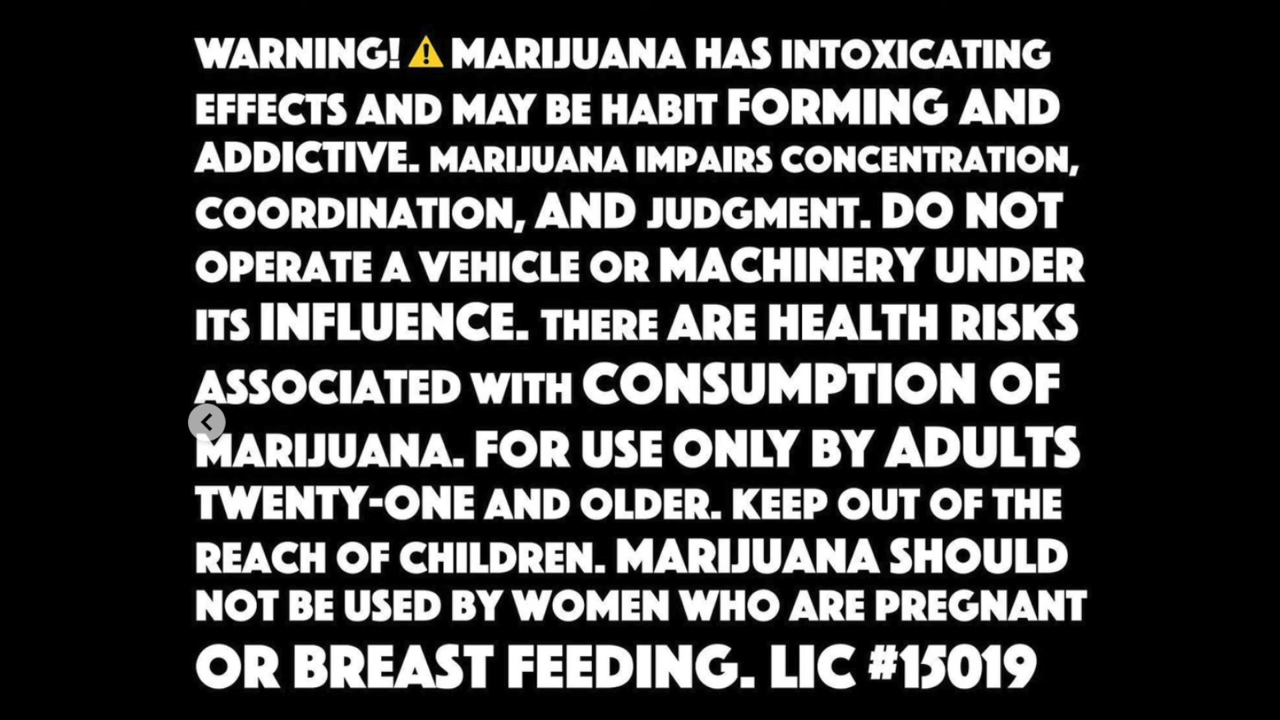 WARNING! ⚠ MARIJUANA HAS INTOXICATING
EFFECTS AND MAY BE HABIT FORMING AND
ADDICTIVE. MARIJUANA IMPAIRS CONCENTRATION,
COORDINATION, AND JUDGMENT. DO NOT
OPERATE A VEHICLE OR MACHINERY UNDER
ITS INFLUENCE. THERE ARE HEALTH RISKS
ASSOCIATED WITH CONSUMPTION OF
MARIJUANA. FOR USE ONLY BY ADULTS
TWENTY-ONE AND OLDER. KEEP OUT OF THE
REACH OF CHILDREN. MARIJUANA SHOULD
NOT BE USED BY WOMEN WHO ARE PREGNANT
OR BREAST FEEDING. LIC #15019